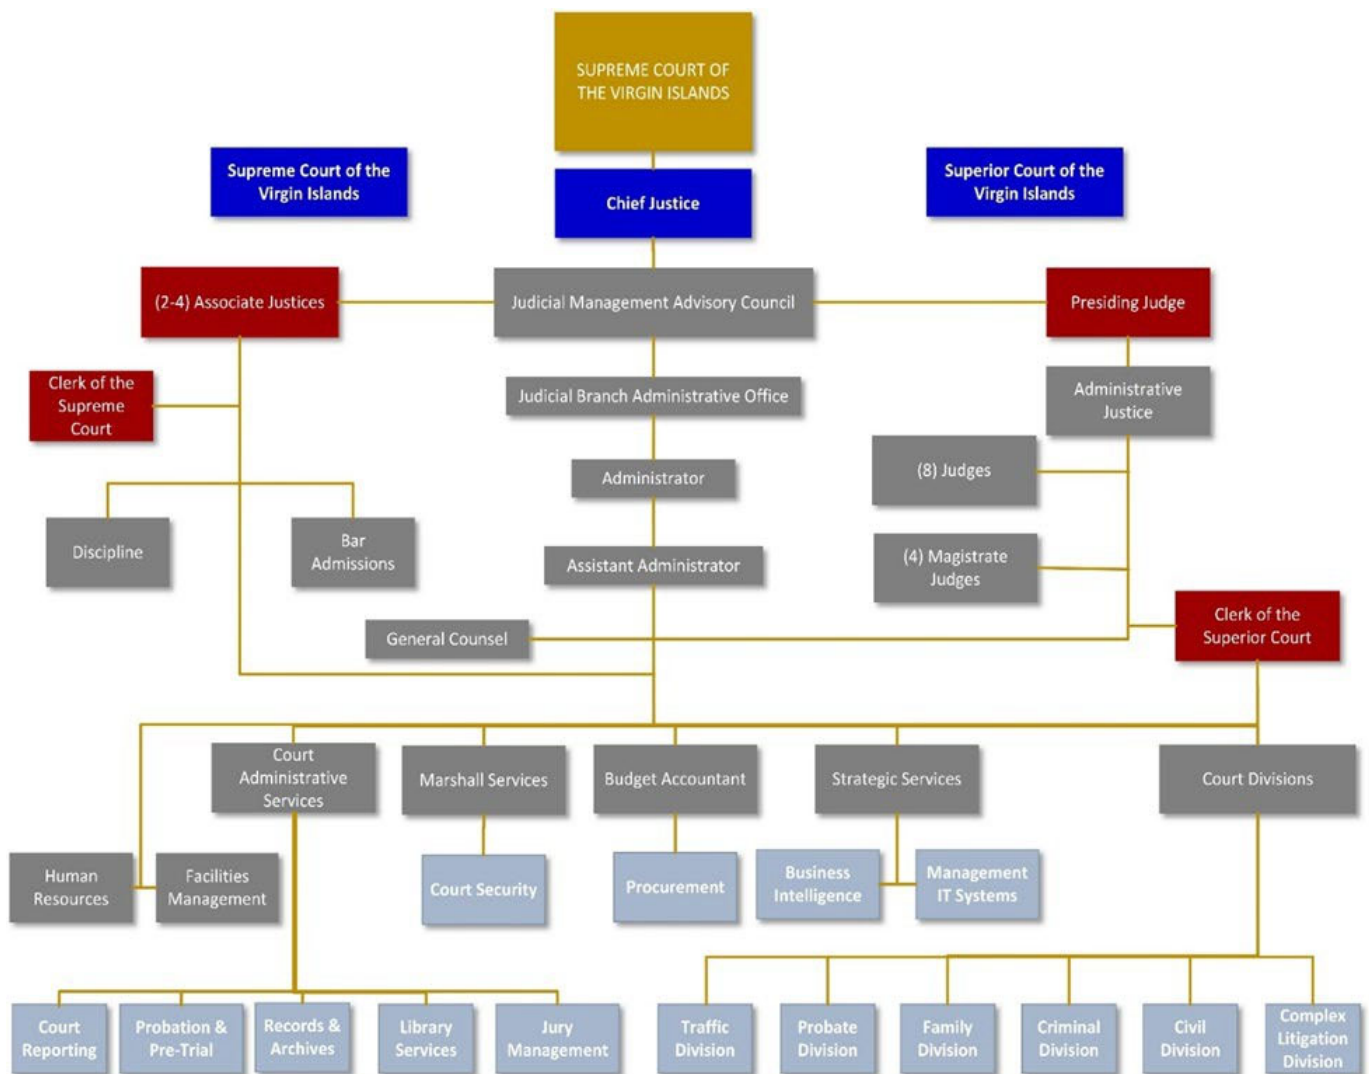 SUPREME COURT OF
THE VIRGIN ISLANDS
Supreme Court of the
Virgin Islands
Chief Justice
Superior Court of the
Virgin Islands
(2-4) Associate Justices
Judicial Management Advisory Council
Presiding Judge
Clerk of the
Supreme
Court
Judicial Branch Administrative Office
Administrative
Justice
Administrator
(8) Judges
Discipline
Bar
Admissions
Assistant Administrator
(4) Magistrate
Judges
General Counsel
Clerk of the
Superior Court
Court
Administrative
Services
Marshall Services
Budget Accountant
Strategic Services
Court Divisions
Human
Resources
Facilities
Management
Court Security
Procurement
Business
Intelligence
Management
IT Systems
Court
Reporting
Probation &
Pre-Trial
Records &
Archives
Library
Services
Jury
Management
Traffic
Division
Probate
Division
Family
Division
Criminal
Division
Civil
Division
Complex
Litigation
Division